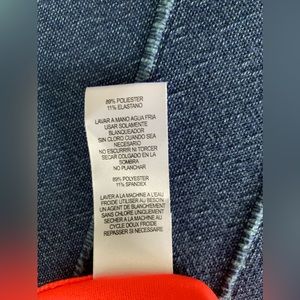 89% POLIESTER
11% ELASTANO
LAVAR A MANO AGUA FRIA
USAR SOLAMENTE
BLANQUEADOR
SIN CLORO CUANDO SEA
NECESARIO
NO ESCURRIR NI TORCER
SECAR COLGADO EN LA
SOMBRA
NO PLANCHAR
89% POLYESTER
11% SPANDEX
LAVER A LA MACHINE A L'EAU
FROIDE UTILISER AU BESOIN
UN AGENT DE BLANCHIMENT
SANS CHLORE UNIQUEMENT
SECHER A LA MACHINE AU
CYCLE DOUX FROIDE
REPASSER SI NECESSAIRE